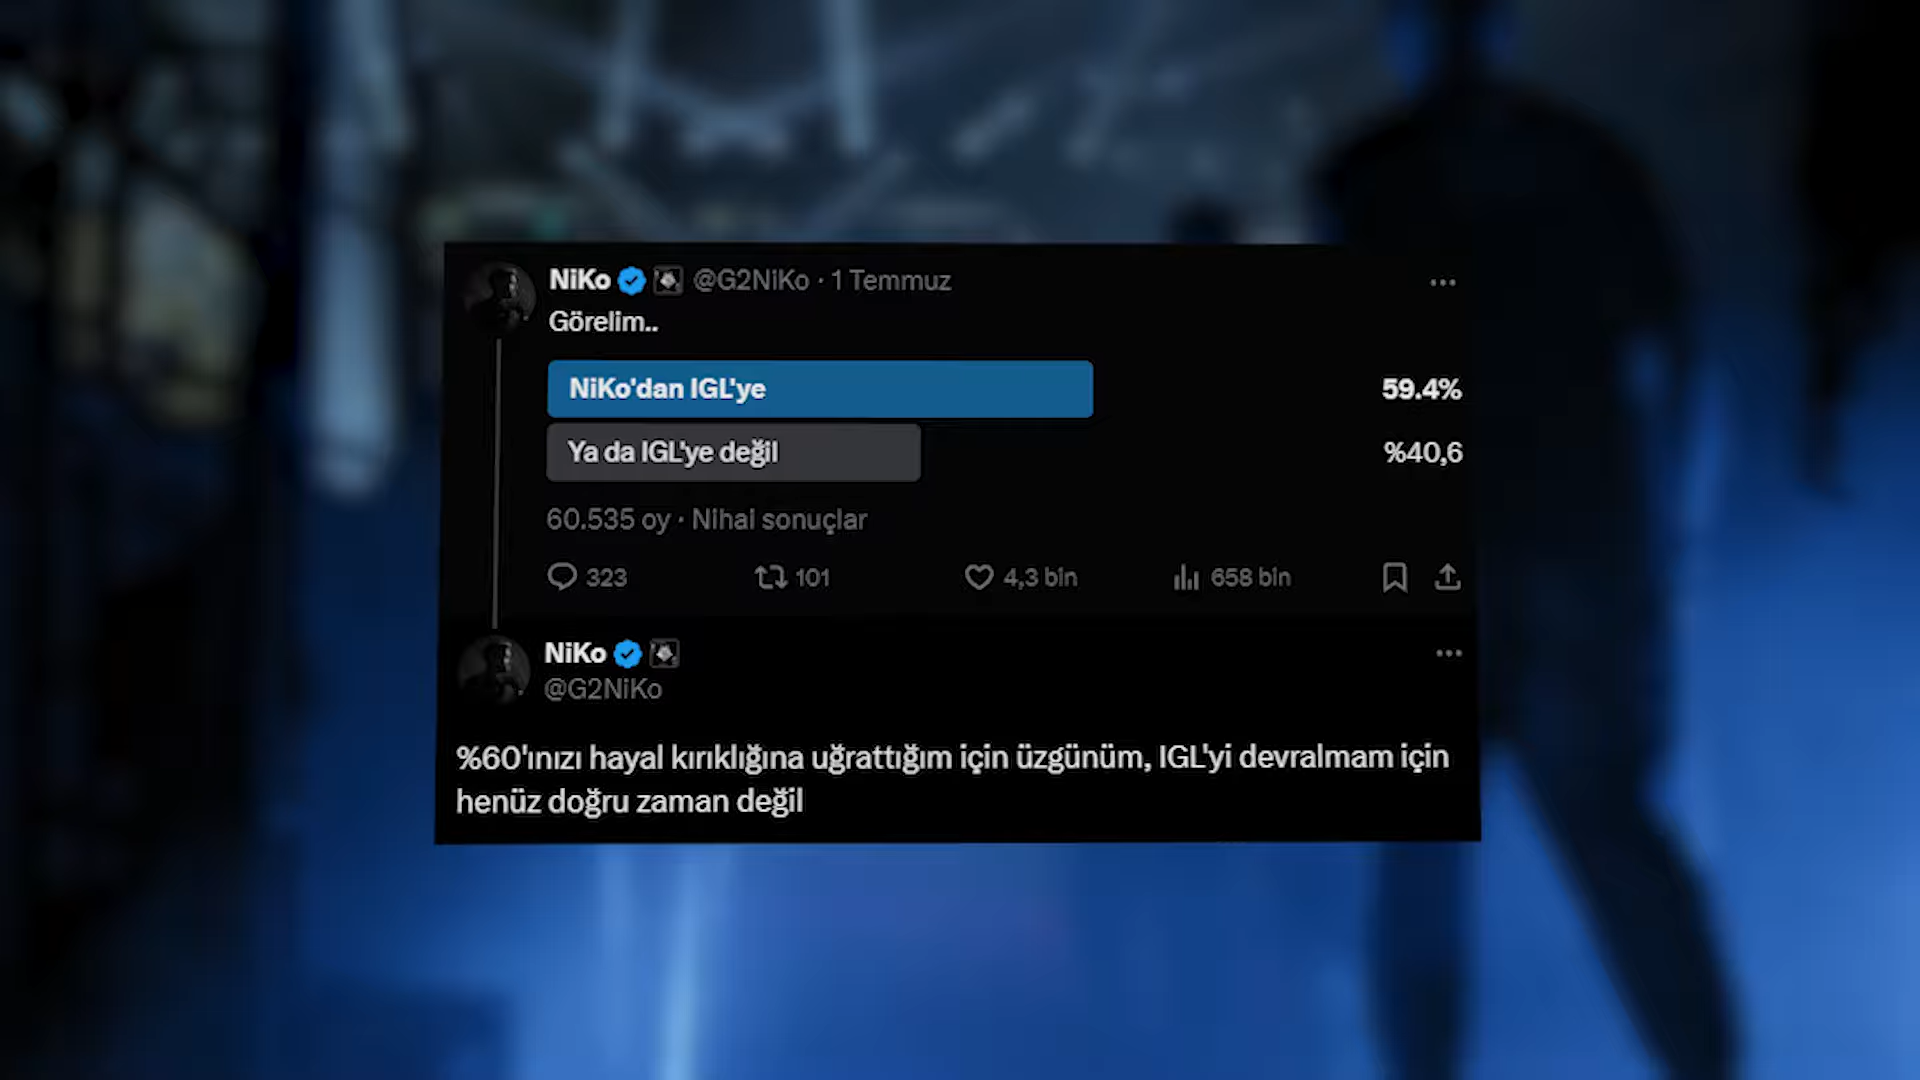 NiKo @G2NiKo · 1 Temmuz
Görelim..
NiKo'dan IGL'ye 59.4%
Ya da IGL'ye değil %40,6
60.535 oy · Nihai sonuçlar
323 101 4,3 bin 658 bin
NiKo
@G2NiKo
%60'ınızı hayal kırıklığına uğrattığım için üzgünüm, IGL'yi devralmam için
henüz doğru zaman değil